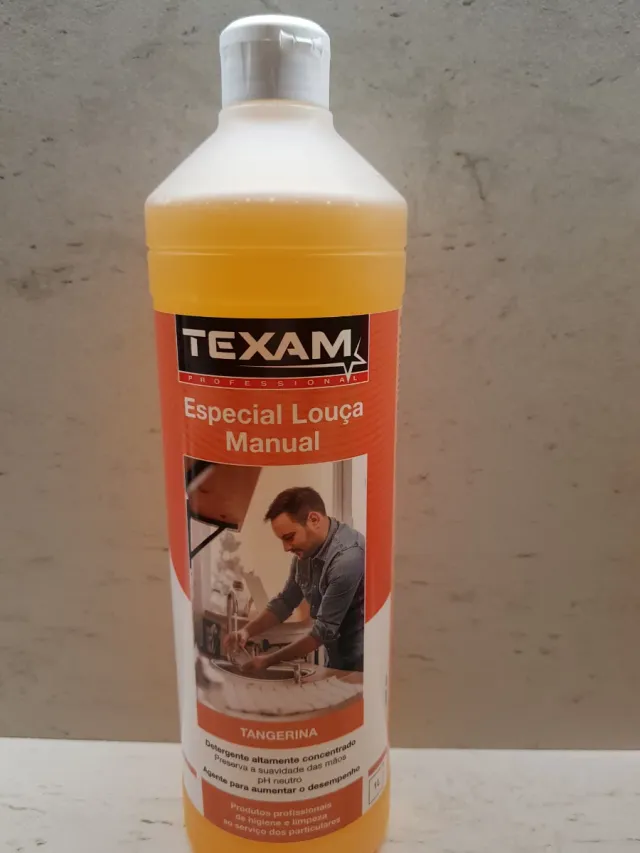 TEXAM
PROFESSIONAL
Especial Louça
Manual
TANGERINA
Detergente altamente concentrado
Preserva a suavidade das mãos
pH neutro
Agente para aumentar o desempenho
1L
Produtos profissionais
de higiene e limpeza
ao serviço dos particulares